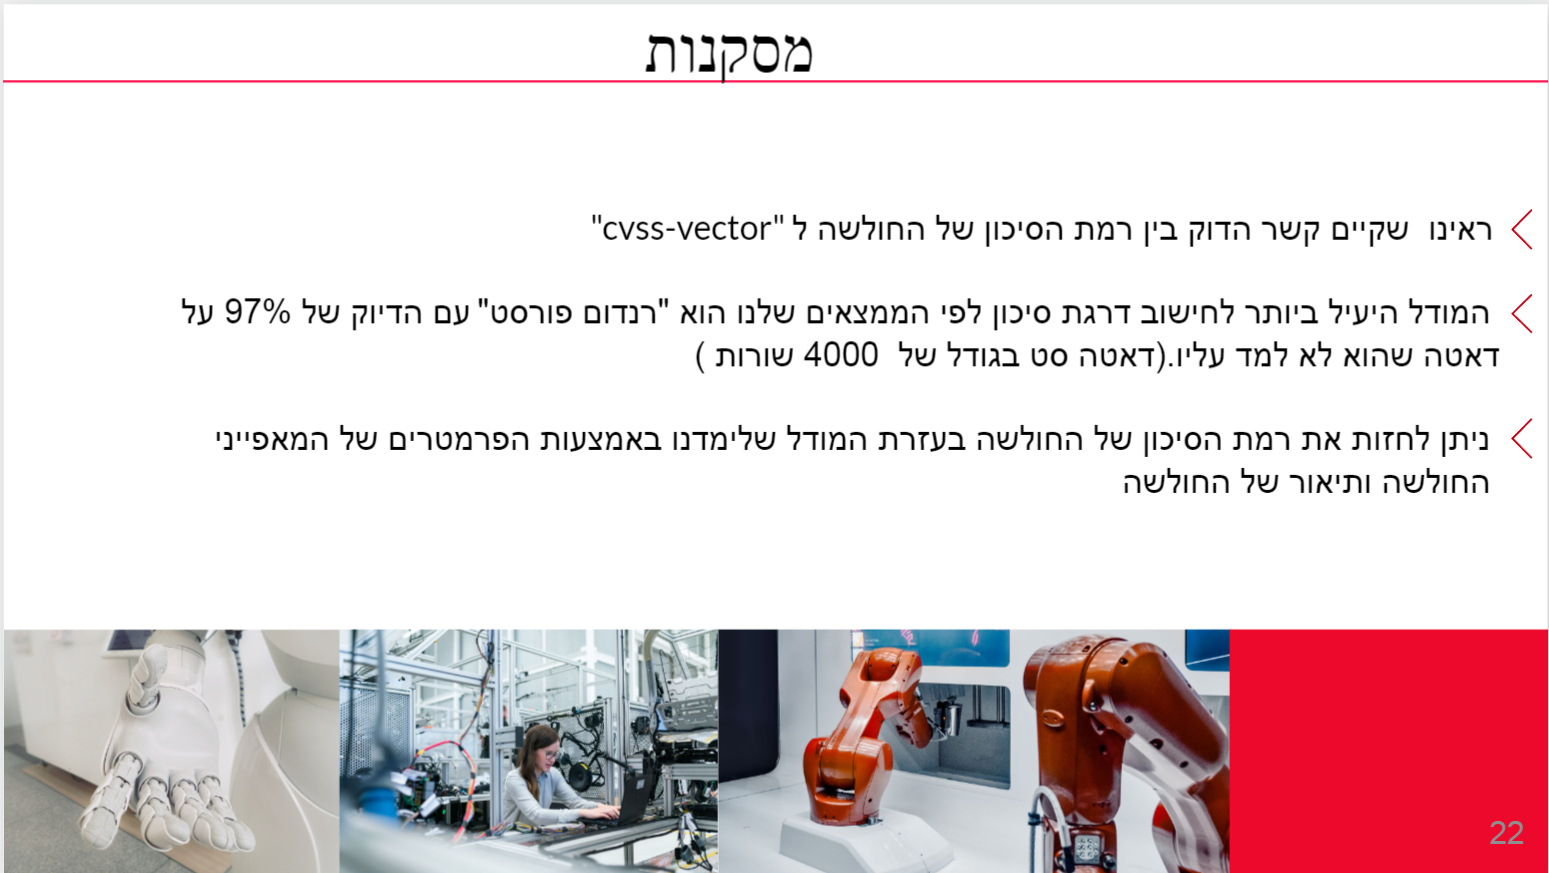 מסקנות
ראינו שקיים קשר הדוק בין רמת הסיכון של החולשה ל "cvss-vector"
המודל היעיל ביותר לחישוב דרגת סיכון לפי הממצאים שלנו הוא "רנדום פורסט" עם הדיוק של 97% על
דאטה שהוא לא למד עליו.(דאטה סט בגודל של 4000 שורות )
ניתן לחזות את רמת הסיכון של החולשה בעזרת המודל שלימדנו באמצעות הפרמטרים של המאפייני
החולשה ותיאור של החולשה
22